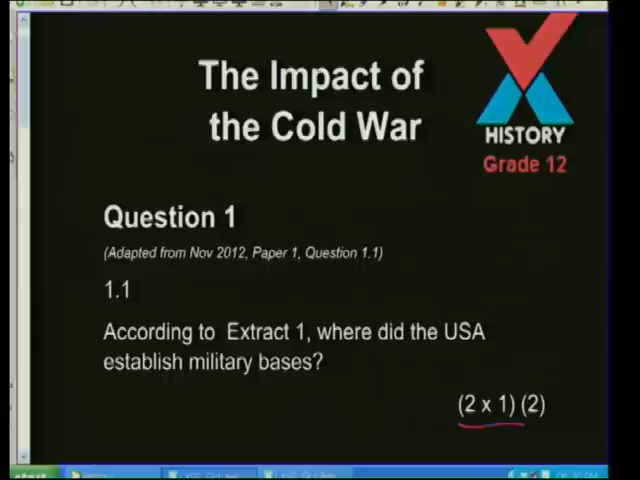 The Impact of
the Cold War
HISTORY
Grade 12
Question 1
(Adapted from Nov 2012, Paper 1, Question 1.1)
1.1
According to Extract 1, where did the USA
establish military bases?
(2 x 1) (2)
start